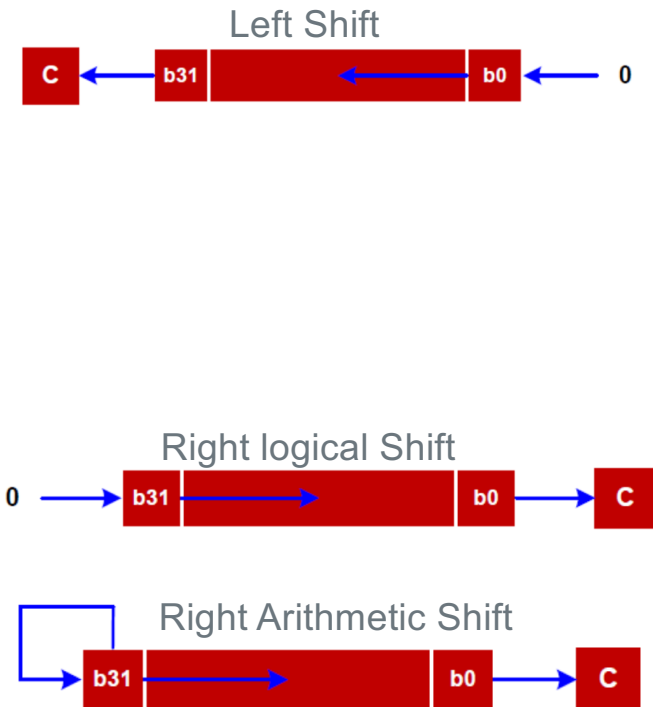 Left Shift
C b31 b0 0
Right logical Shift
0 b31 b0 C
Right Arithmetic Shift
b31 b0 C